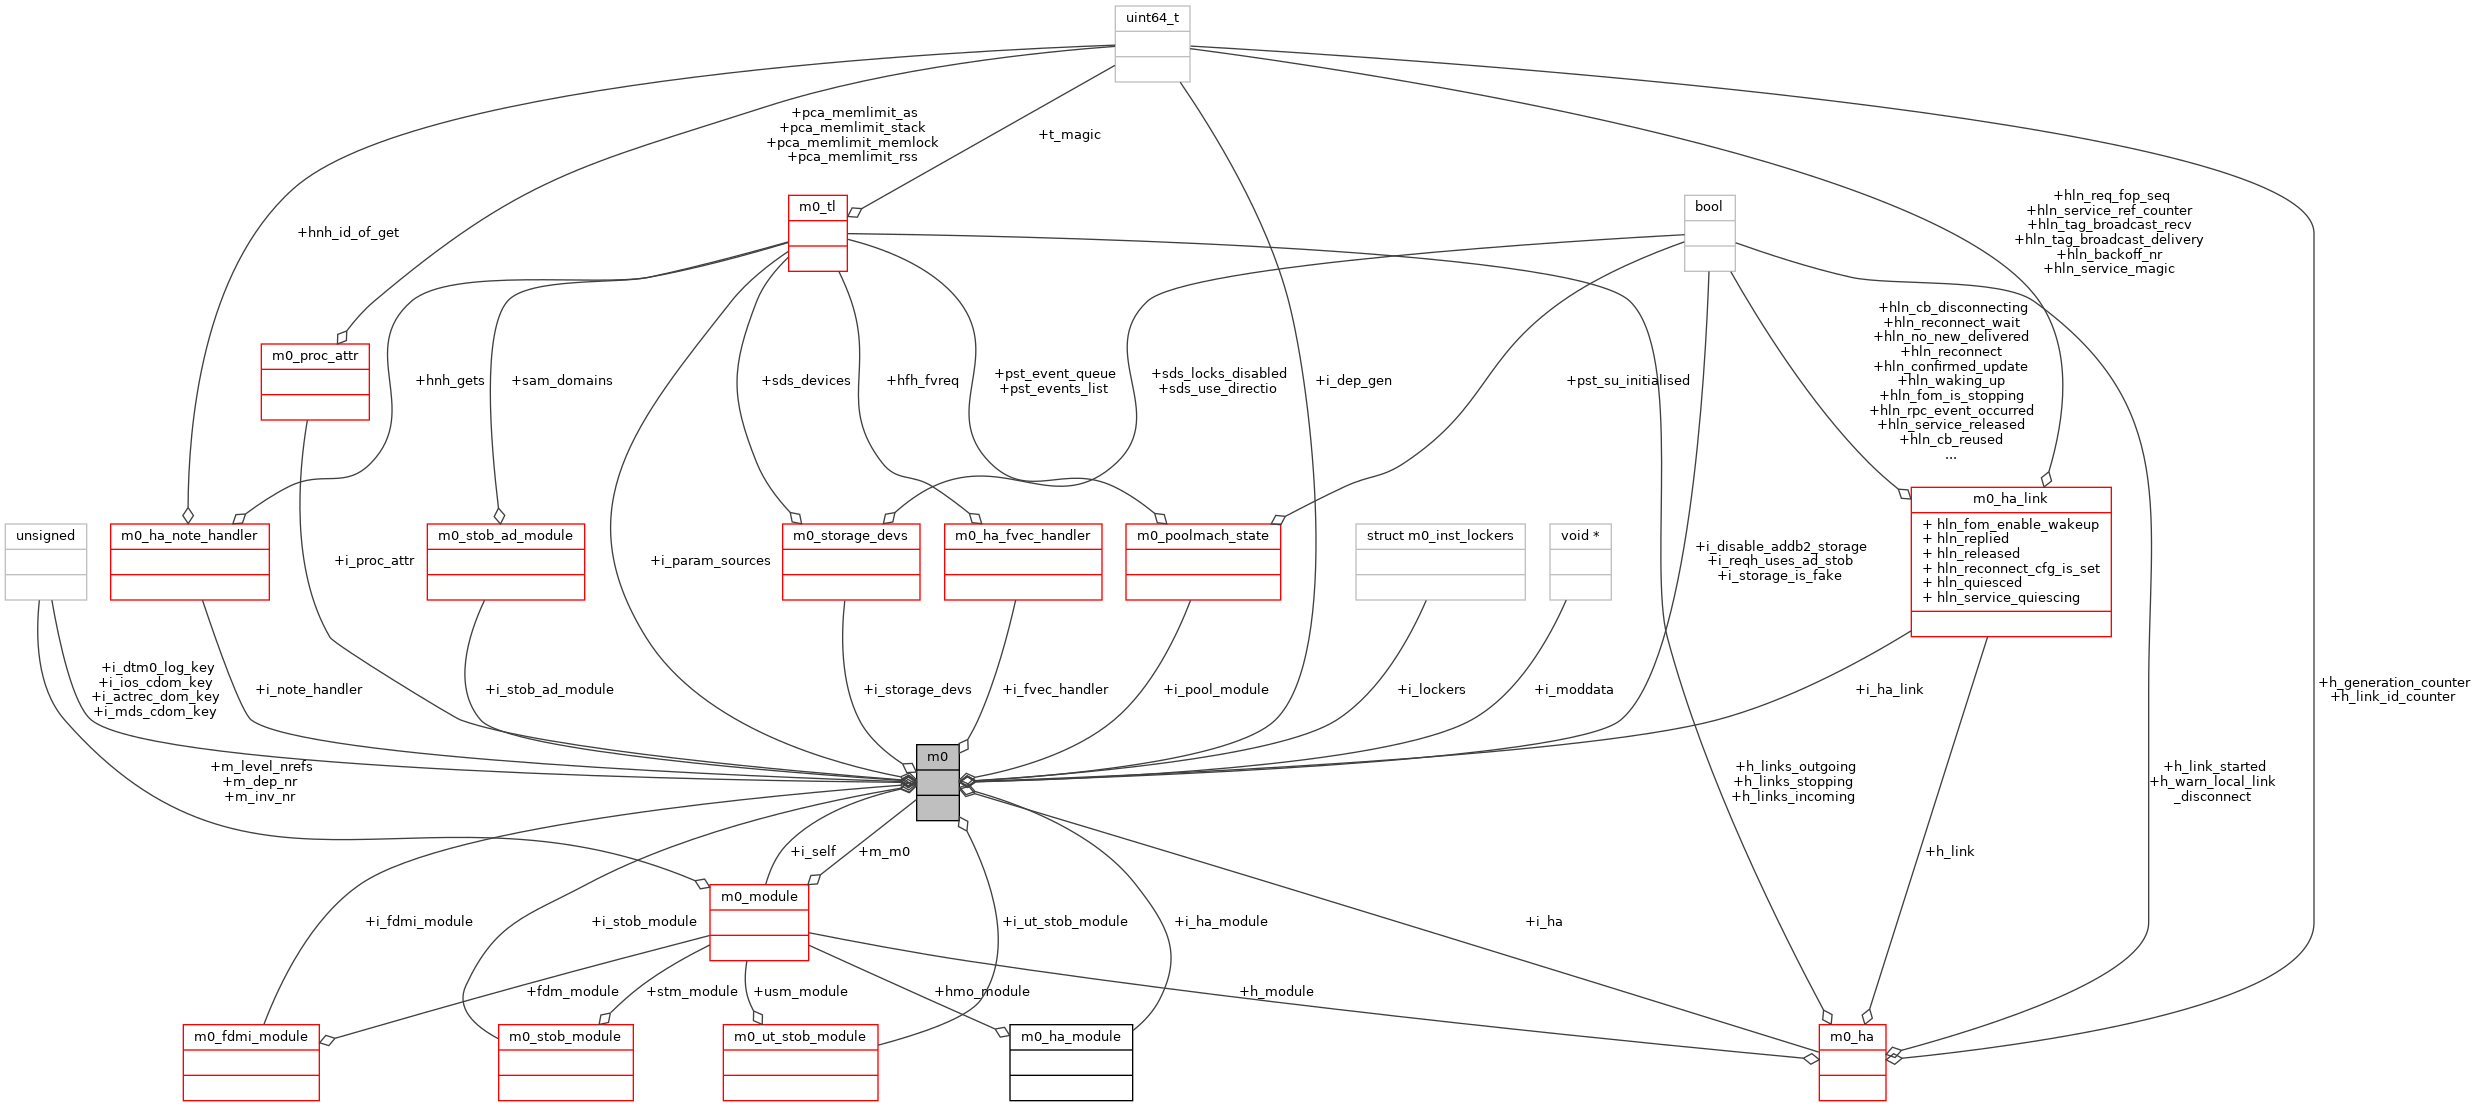 uint64_t
+pca_memlimit_as
+pca_memlimit_stack
+pca_memlimit_memlock
+pca_memlimit_rss
+t_magic
+hnh_id_of_get
m0_tl
bool
+hln_req_fop_seq
+hln_service_ref_counter
+hln_tag_broadcast_recv
+hln_tag_broadcast_delivery
+hln_backoff_nr
+hln_service_magic
m0_proc_attr
+hnh_gets
+sam_domains
+sds_devices
+hfh_fvreq
+pst_event_queue
+pst_events_list
+sds_locks_disabled
+sds_use_directio
+i_dep_gen
+pst_su_initialised
+hln_cb_disconnecting
+hln_reconnect_wait
+hln_no_new_delivered
+hln_reconnect
+hln_confirmed_update
+hln_waking_up
+hln_fom_is_stopping
+hln_rpc_event_occurred
+hln_service_released
+hln_cb_reused
...
unsigned
m0_ha_note_handler
+i_proc_attr
m0_stob_ad_module
+i_param_sources
m0_storage_devs
m0_ha_fvec_handler
m0_poolmach_state
struct m0_inst_lockers
void *
+i_disable_addb2_storage
+i_reqh_uses_ad_stob
+i_storage_is_fake
m0_ha_link
+ hln_fom_enable_wakeup
+ hln_replied
+ hln_released
+ hln_reconnect_cfg_is_set
+ hln_quiesced
+ hln_service_quiescing
+i_dtm0_log_key
+i_ios_cdom_key
+i_actrec_dom_key
+i_mds_cdom_key
+i_note_handler
+i_stob_ad_module
+i_storage_devs
+i_fvec_handler
+i_pool_module
+i_lockers
+i_moddata
+i_ha_link
+h_generation_counter
+h_link_id_counter
+m_level_nrefs
+m_dep_nr
+m_inv_nr
m0
+h_links_outgoing
+h_links_stopping
+h_links_incoming
+h_link_started
+h_warn_local_link
_disconnect
+i_self
+m_m0
+h_link
m0_module
+i_fdmi_module
+i_stob_module
+i_ut_stob_module
+i_ha_module
+i_ha
+fdm_module
+stm_module
+usm_module
+hmo_module
+h_module
m0_fdmi_module
m0_stob_module
m0_ut_stob_module
m0_ha_module
m0_ha